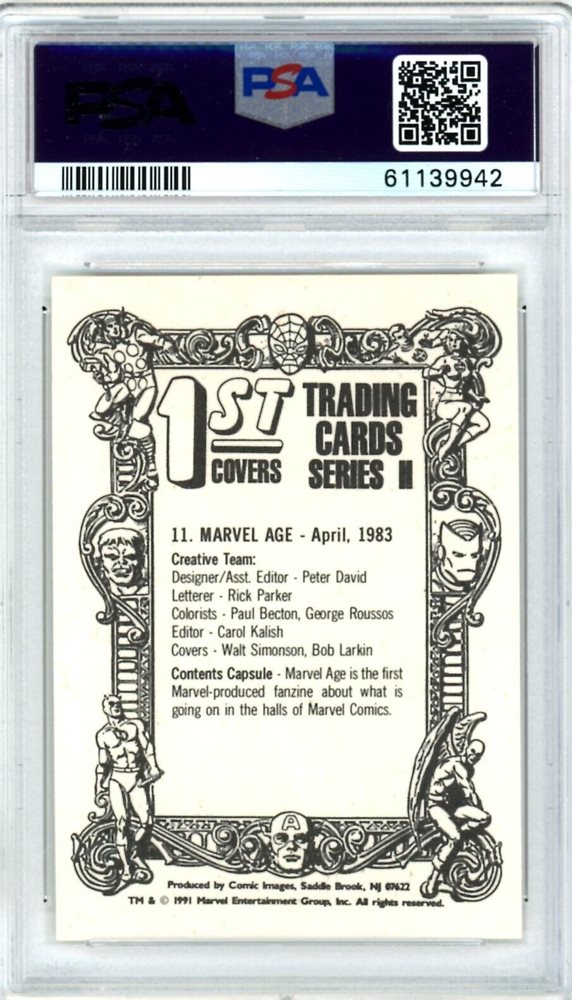 PSA
PSA
61139942
1ST
COVERS
TRADING
CARDS
SERIES II
11. MARVEL AGE - April, 1983
Creative Team:
Designer/Asst. Editor - Peter David
Letterer - Rick Parker
Colorists - Paul Becton, George Roussos
Editor - Carol Kalish
Covers - Walt Simonson, Bob Larkin
Contents Capsule - Marvel Age is the first
Marvel-produced fanzine about what is
going on in the halls of Marvel Comics.
A
Produced by Comic Images, Saddle Brook, NJ 07622
TM & © 1991 Marvel Entertainment Group, Inc. All rights reserved.